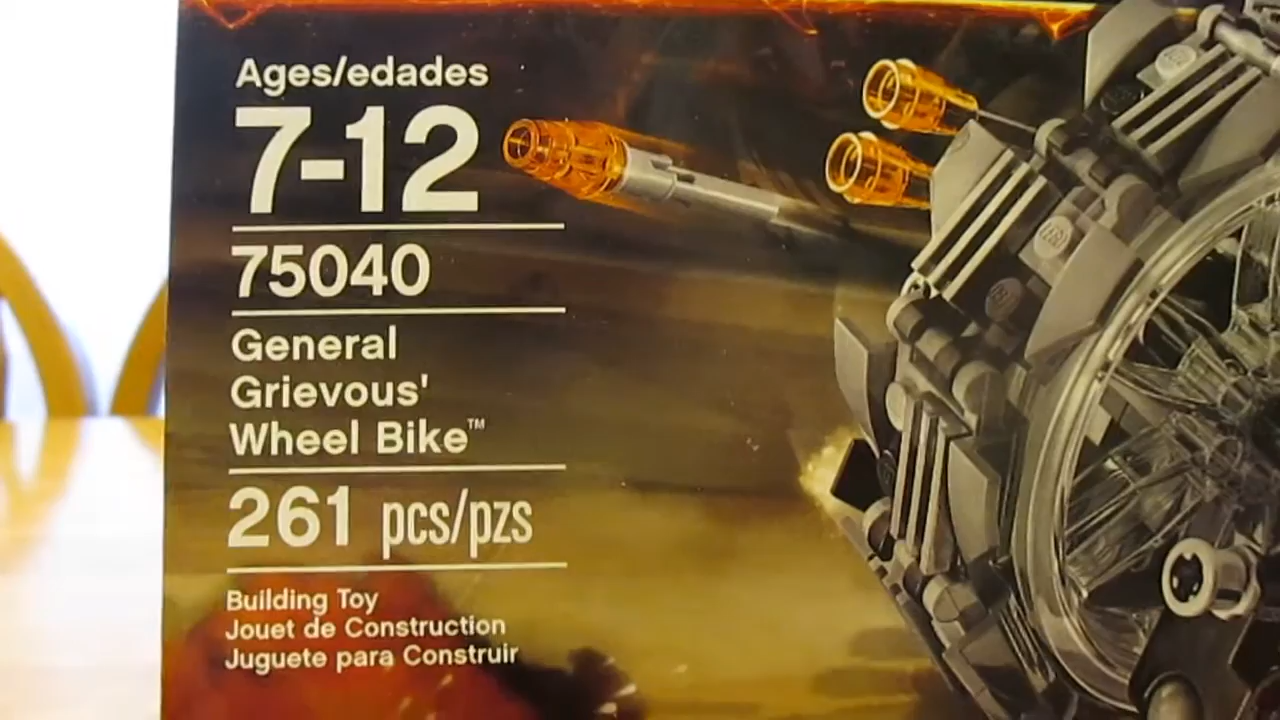 Ages/edades
7-12
75040
General
Grievous'
Wheel Bike™
261 pcs/pzs
Building Toy
Jouet de Construction
Juguete para Construir